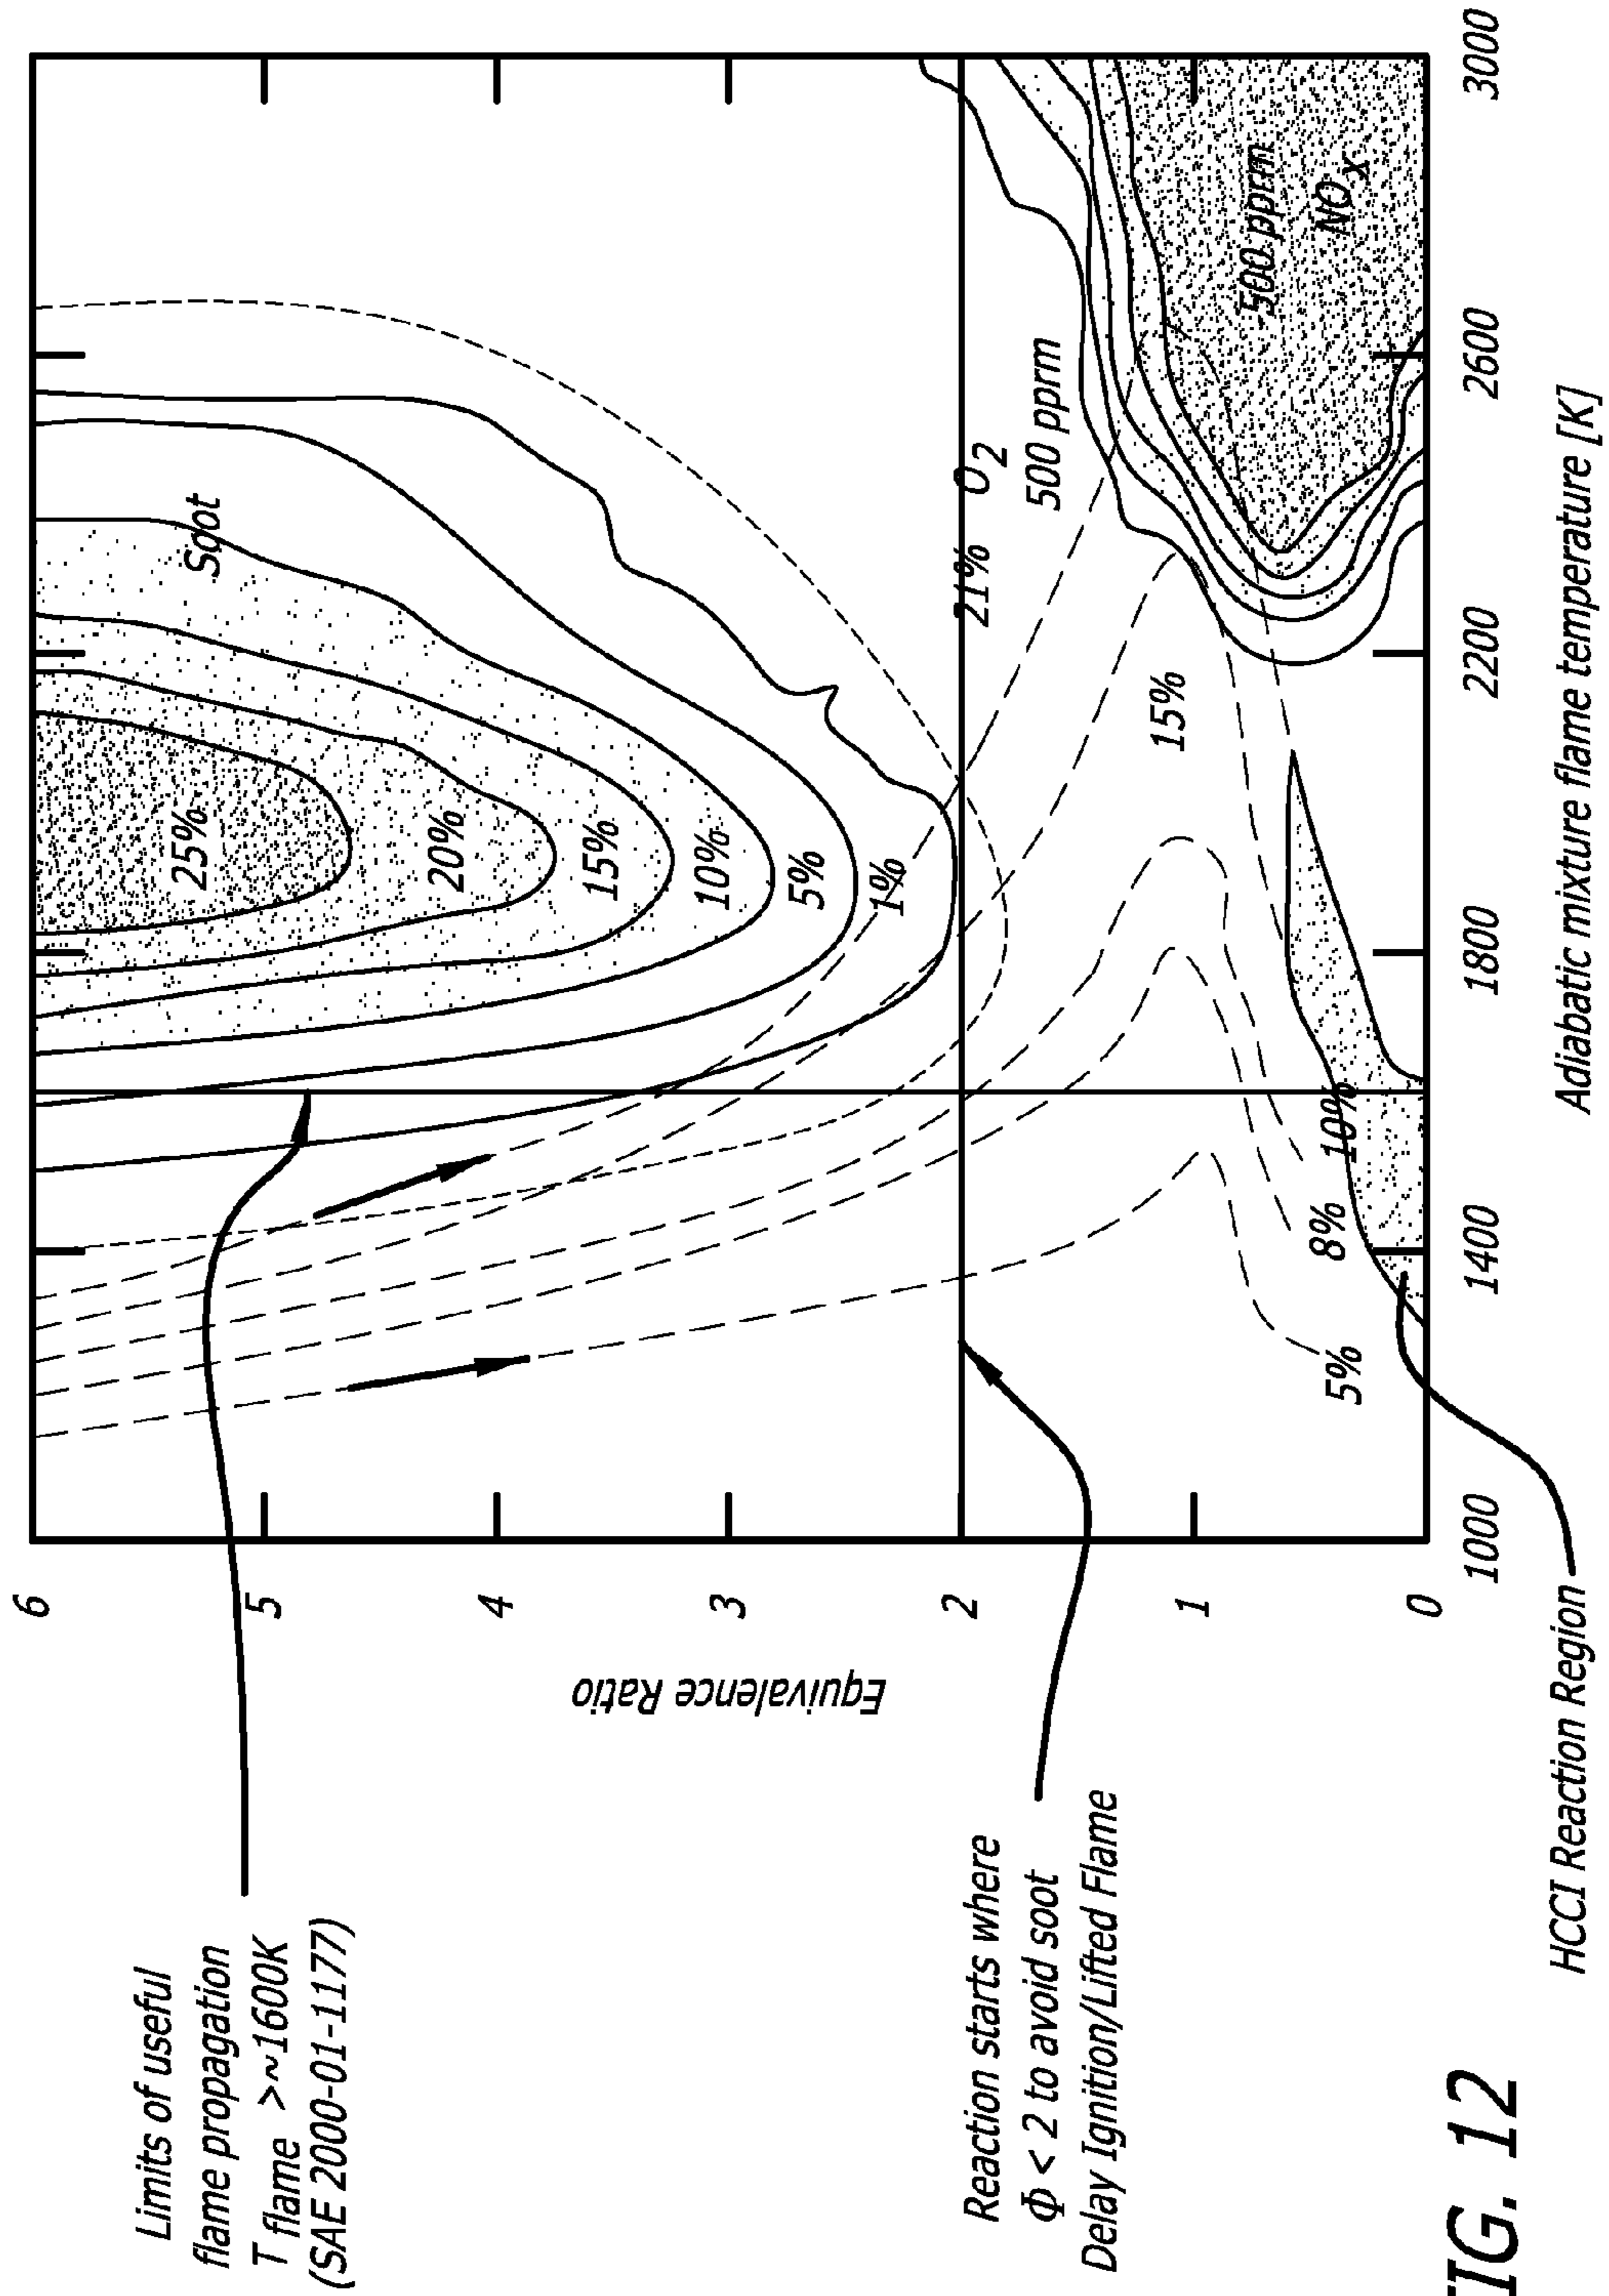 Limits of useful
flame propagation
T flame >~1600K
(SAE 2000-01-1177)
Reaction starts where
Φ < 2 to avoid soot
Delay Ignition/Lifted Flame
HCCI Reaction Region
Equivalence Ratio
6
5
4
3
2
1
0
1000
1400
1800
2200
2600
3000
Adiabatic mixture flame temperature [K]
Soot
25%
20%
15%
10%
5%
1%
21% O2
500 pprm
15%
10%
8%
5%
500 pprm
NOX
FIG. 12